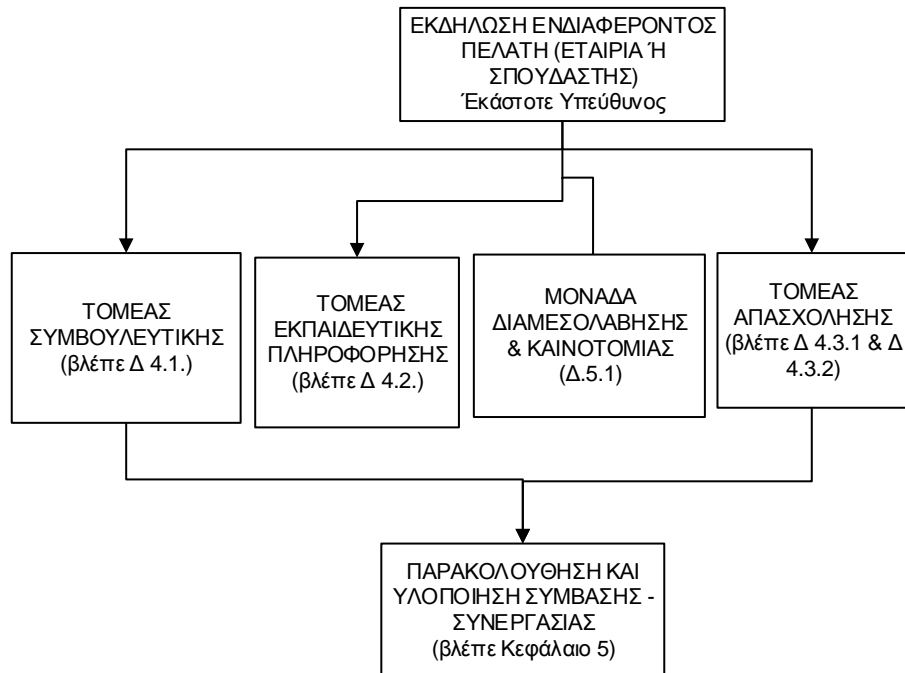 ΕΚΔΗΛΩΣΗ ΕΝΔΙΑΦΕΡΟΝΤΟΣ
ΠΕΛΑΤΗ (ΕΤΑΙΡΙΑ Ή
ΣΠΟΥΔΑΣΤΗΣ)
Έκάστοτε Υπεύθυνος
ΤΟΜΕΑΣ
ΣΥΜΒΟΥΛΕΥΤΙΚΗΣ
(βλέπε Δ 4.1.)
ΤΟΜΕΑΣ
ΕΚΠΑΙΔΕΥΤΙΚΗΣ
ΠΛΗΡΟΦΟΡΗΣΗΣ
(βλέπε Δ 4.2.)
ΜΟΝΑΔΑ
ΔΙΑΜΕΣΟΛΑΒΗΣΗΣ
& ΚΑΙΝΟΤΟΜΙΑΣ
(Δ.5.1)
ΤΟΜΕΑΣ
ΑΠΑΣΧΟΛΗΣΗΣ
(βλέπε Δ 4.3.1 & Δ
4.3.2)
ΠΑΡΑΚΟΛΟΥΘΗΣΗ ΚΑΙ
ΥΛΟΠΟΙΗΣΗ ΣΥΜΒΑΣΗΣ -
ΣΥΝΕΡΓΑΣΙΑΣ
(βλέπε Κεφάλαιο 5)